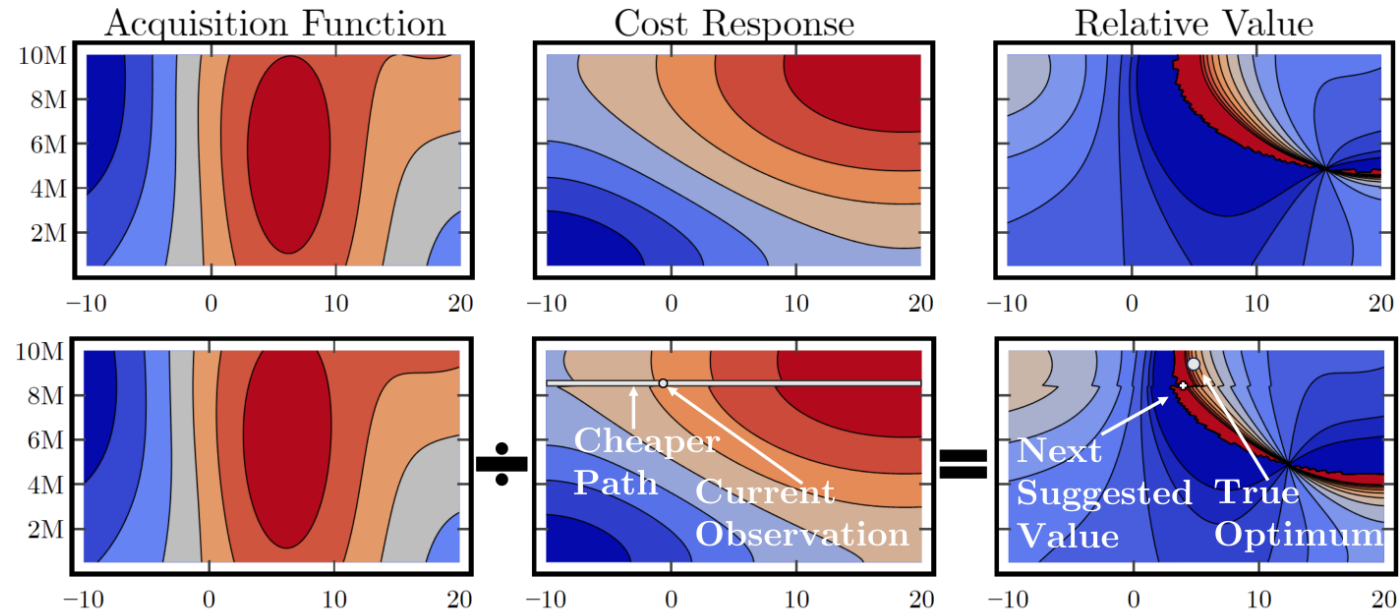 Acquisition Function Cost Response Relative Value
10M
8M
6M
4M
2M
−10 0 10 20 −10 0 10 20 −10 0 10 20
10M
8M
6M
4M
2M
Cheaper
Path
Current
Observation
÷
=
Next
Suggested
Value
True
Optimum
−10 0 10 20 −10 0 10 20 −10 0 10 20